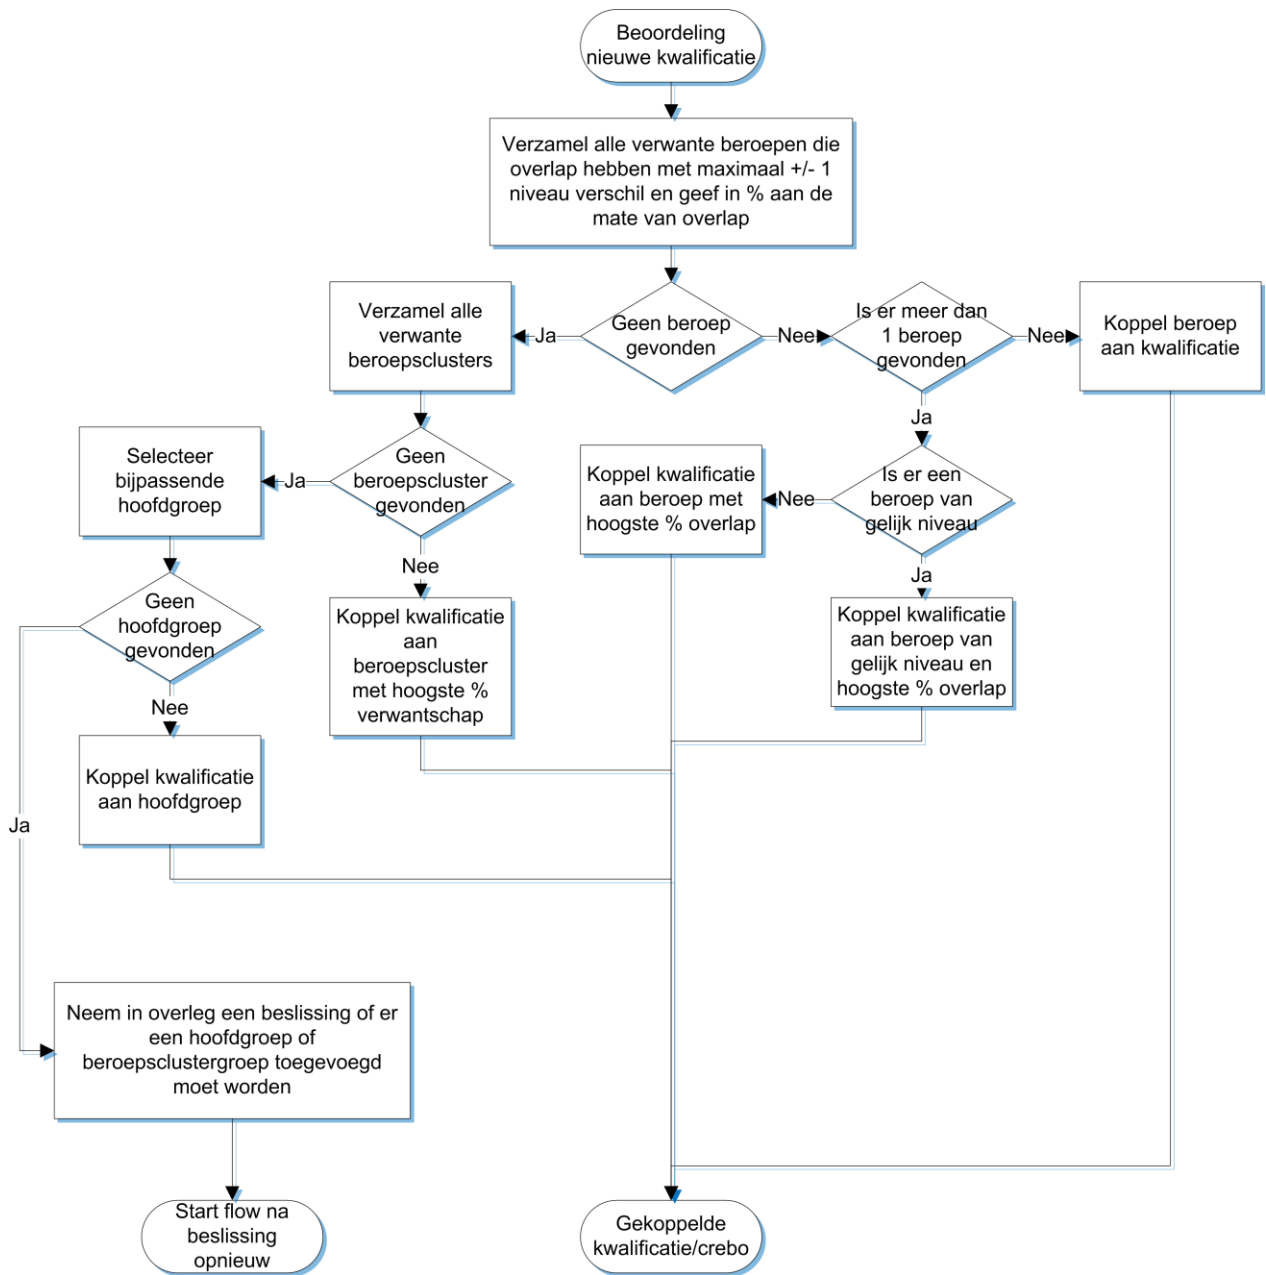 Beoordeling
nieuwe kwalificatie
Verzamel alle verwante beroepen die
overlap hebben met maximaal +/- 1
niveau verschil en geef in % aan de
mate van overlap
Verzamel alle
verwante
beroepsclusters
Ja
Geen beroep
gevonden
Nee
Is er meer dan
1 beroep
gevonden
Nee
Koppel beroep
aan kwalificatie
Ja
Selecteer
bijpassende
hoofdgroep
Ja
Geen
beroepscluster
gevonden
Koppel kwalificatie
aan beroep met
hoogste % overlap
Nee
Is er een
beroep van
gelijk niveau
Nee
Ja
Geen
hoofdgroep
gevonden
Koppel kwalificatie
aan
beroepscluster
met hoogste %
verwantschap
Koppel kwalificatie
aan beroep van
gelijk niveau en
hoogste % overlap
Nee
Koppel kwalificatie
aan hoofdgroep
Ja
Neem in overleg een beslissing of er
een hoofdgroep of
beroepsclustergroep toegevoegd
moet worden
Start flow na
beslissing
opnieuw
Gekoppelde
kwalificatie/crebo